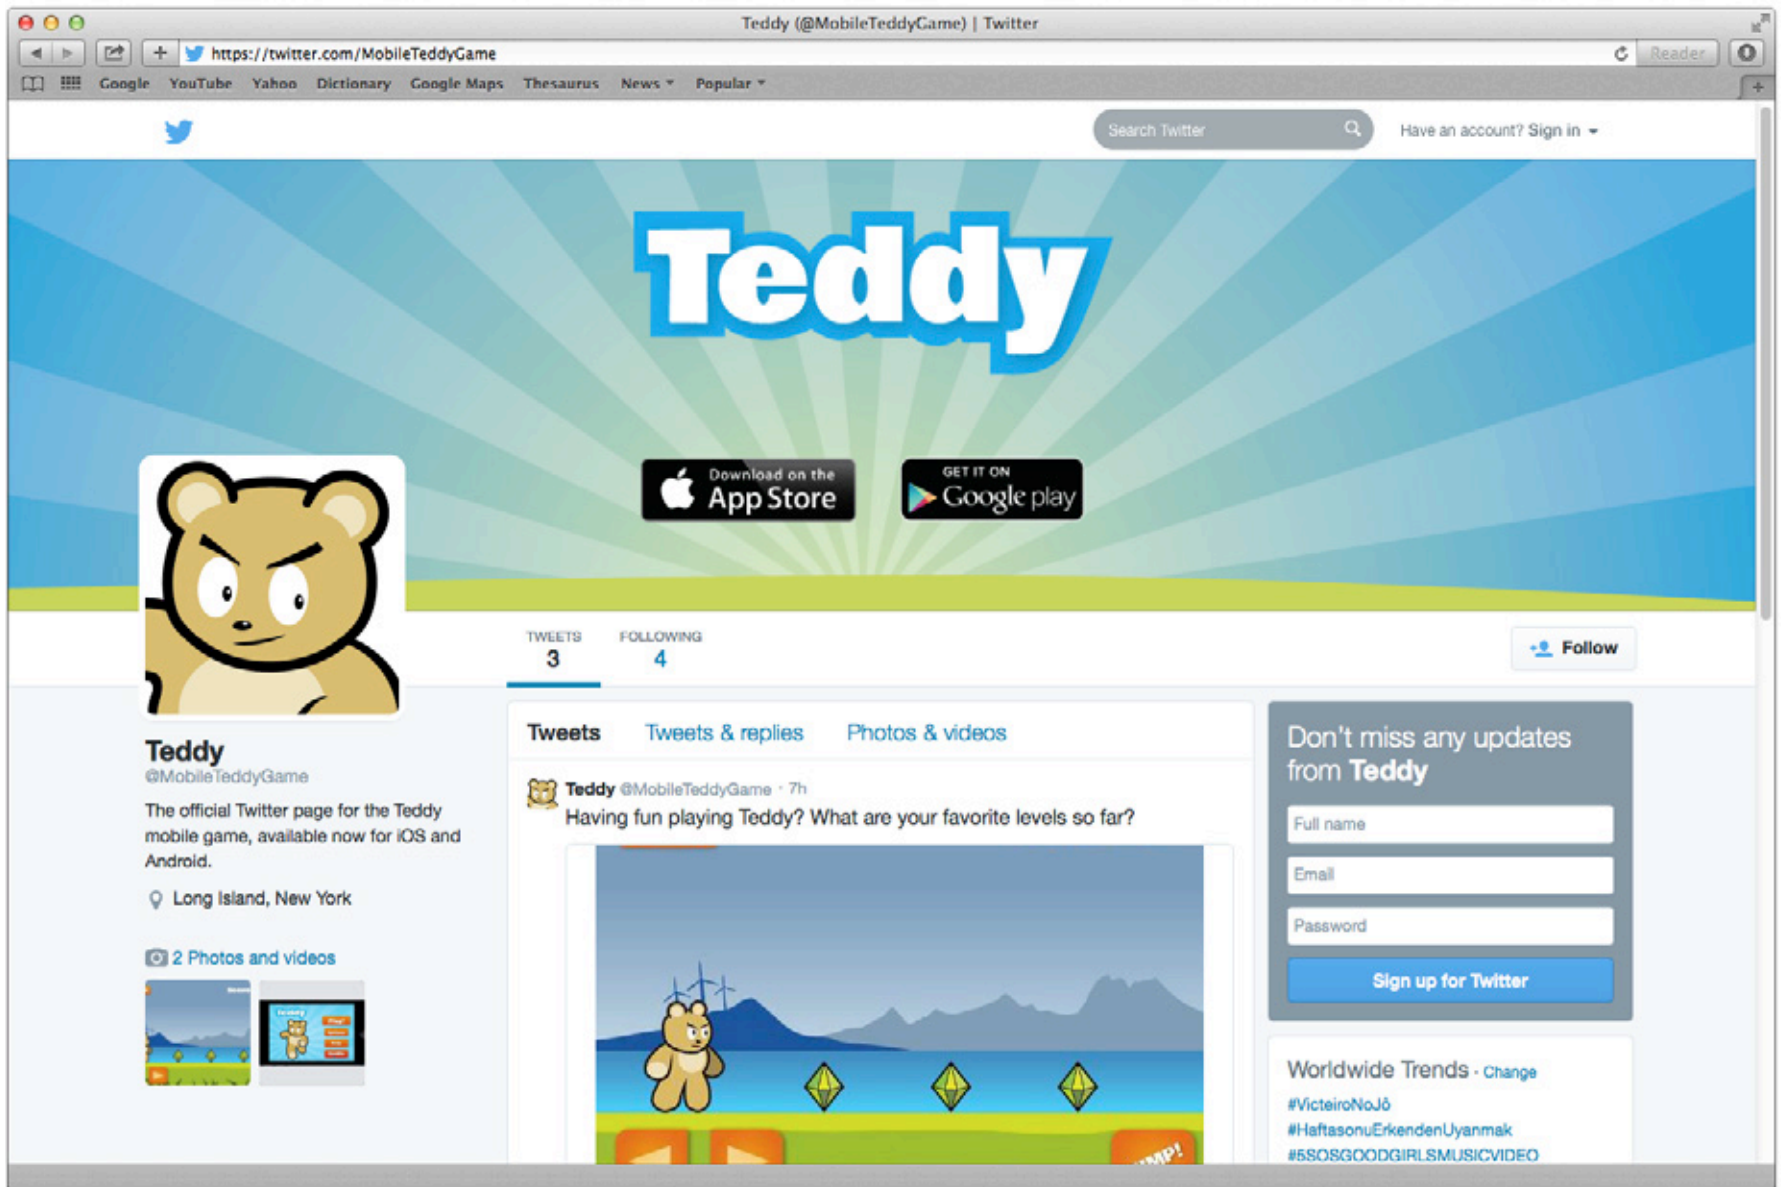 Teddy (@MobileTeddyGame) | Twitter
https://twitter.com/MobileTeddyGame
Reader
Google YouTube Yahoo Dictionary Google Maps Thesaurus News Popular
Search Twitter
Have an account? Sign in
Teddy
Download on the
App Store
GET IT ON
Google play
TWEETS
3
FOLLOWING
4
Follow
Teddy
@MobileTeddyGame
The official Twitter page for the Teddy
mobile game, available now for iOS and
Android.
Long Island, New York
2 Photos and videos
Teddy
Tweets Tweets & replies Photos & videos
Teddy @MobileTeddyGame · 7h
Having fun playing Teddy? What are your favorite levels so far?
Don't miss any updates
from Teddy
Full name
Email
Password
Sign up for Twitter
Worldwide Trends · Change
#VicteiroNoJô
#HaftasonuErkendenUyanmak
#5SOSGOODGIRLSMUSICVIDEO